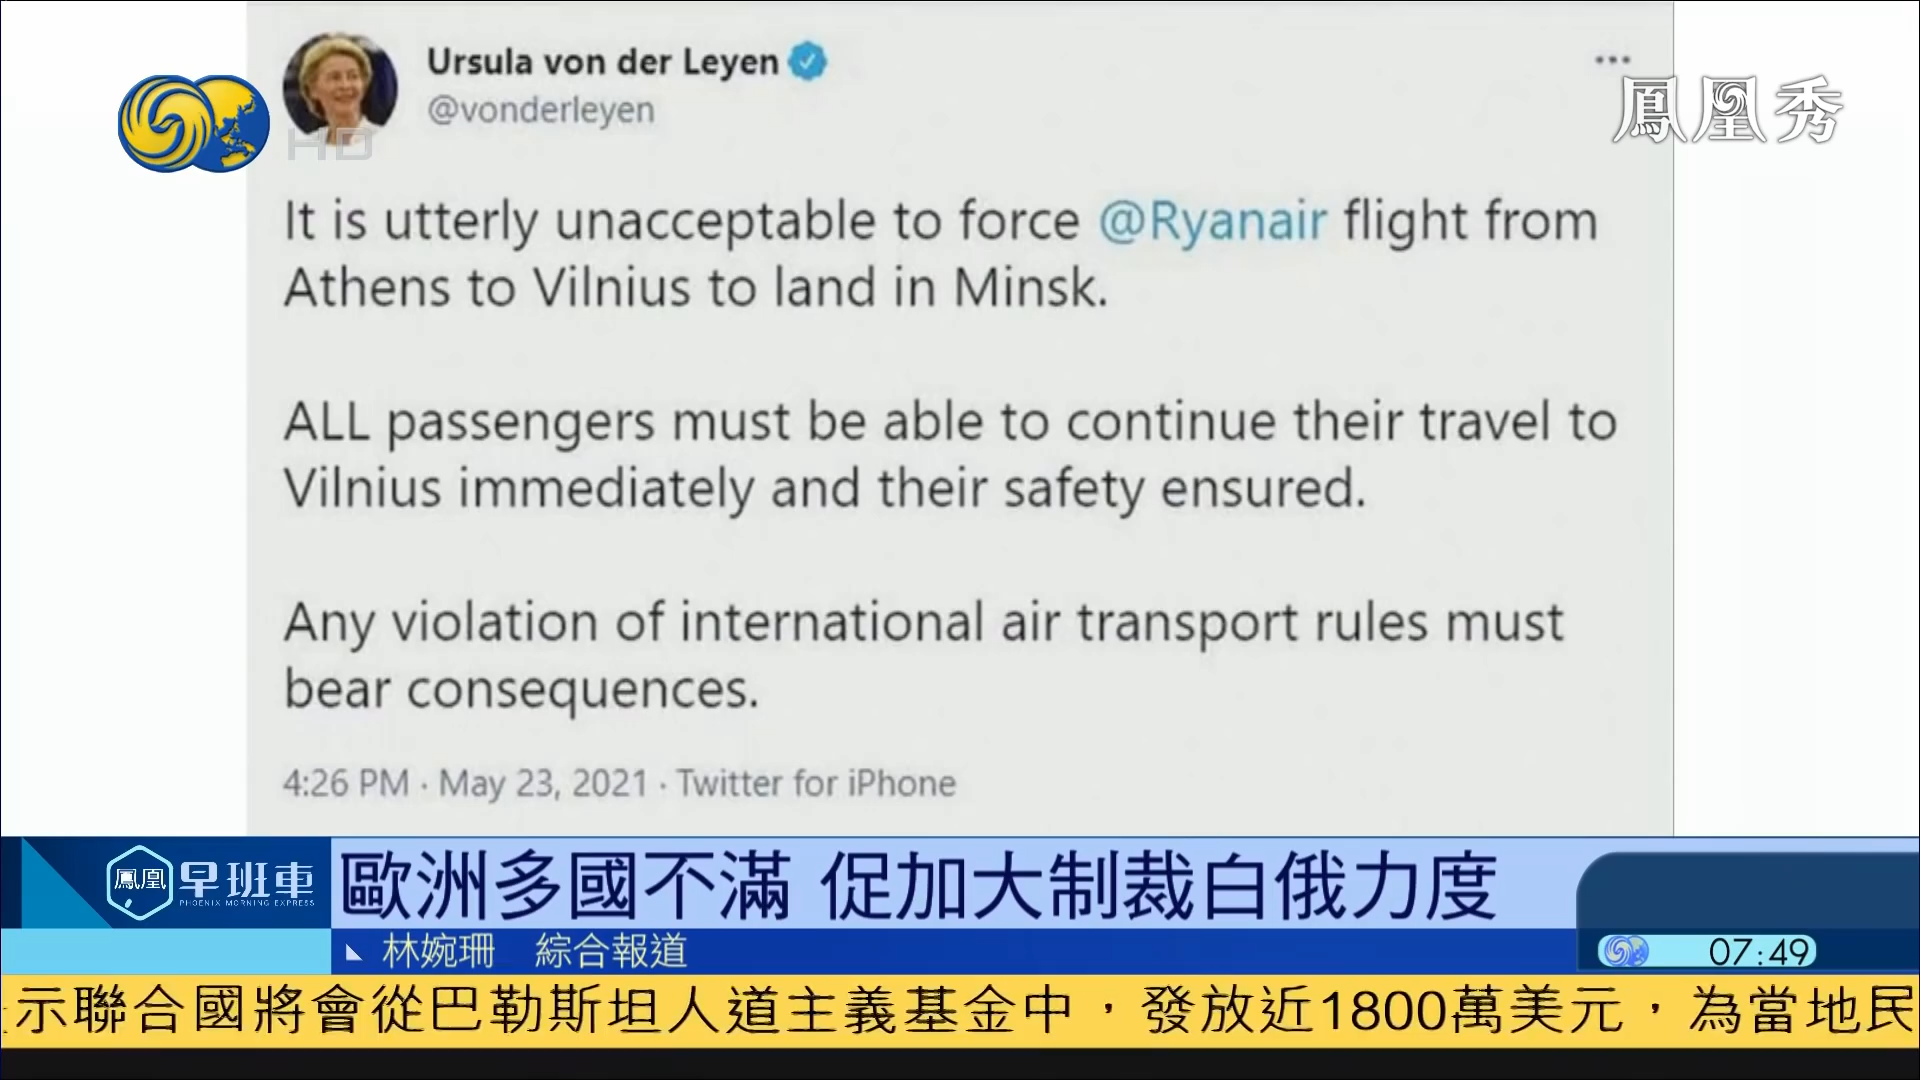 Ursula von der Leyen
@vonderleyen
HD
鳳凰秀
It is utterly unacceptable to force @Ryanair flight from
Athens to Vilnius to land in Minsk.
ALL passengers must be able to continue their travel to
Vilnius immediately and their safety ensured.
Any violation of international air transport rules must
bear consequences.
4:26 PM · May 23, 2021 · Twitter for iPhone
鳳凰 早班車
PHOENIX MORNING EXPRESS
歐洲多國不滿 促加大制裁白俄力度
林婉珊 綜合報道
07:49
示聯合國將會從巴勒斯坦人道主義基金中，發放近1800萬美元，為當地民